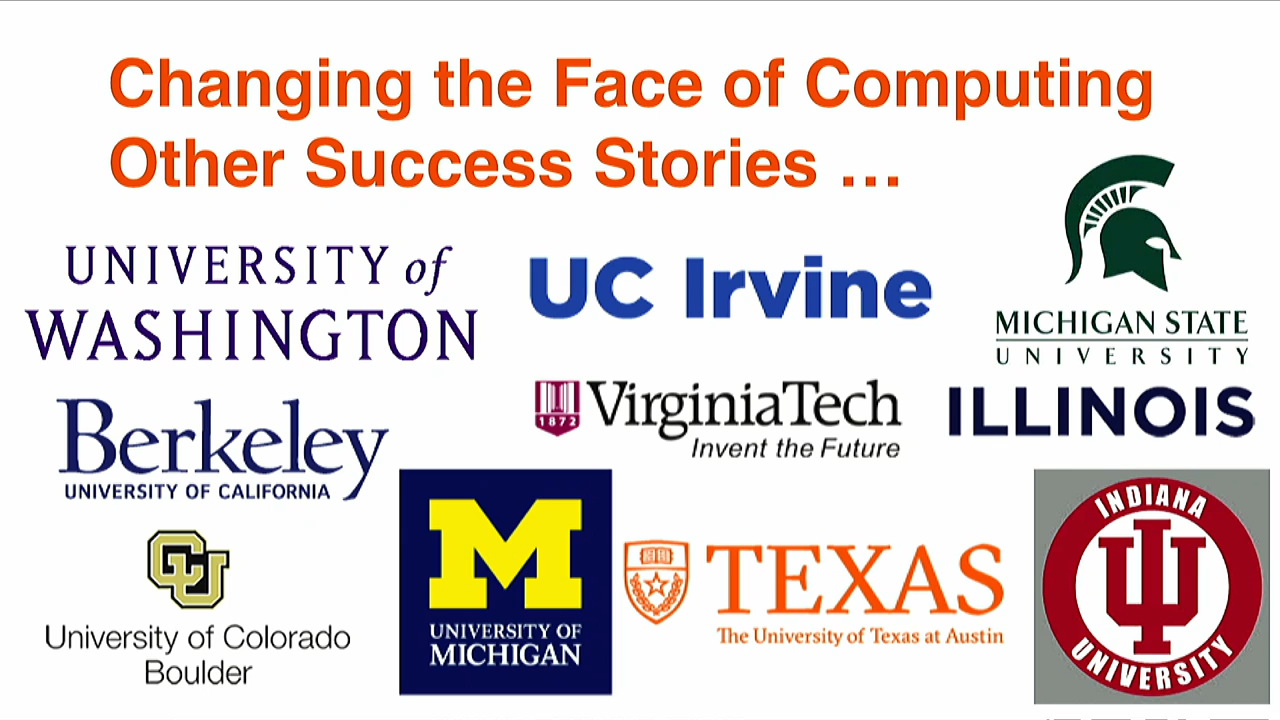 Changing the Face of Computing
Other Success Stories ...
UNIVERSITY of
WASHINGTON
UC Irvine
MICHIGAN STATE
UNIVERSITY
Berkeley
UNIVERSITY OF CALIFORNIA
1872
VirginiaTech
Invent the Future
ILLINOIS
CU
University of Colorado
Boulder
M
UNIVERSITY OF
MICHIGAN
TEXAS
The University of Texas at Austin
INDIANA
IU
UNIVERSITY